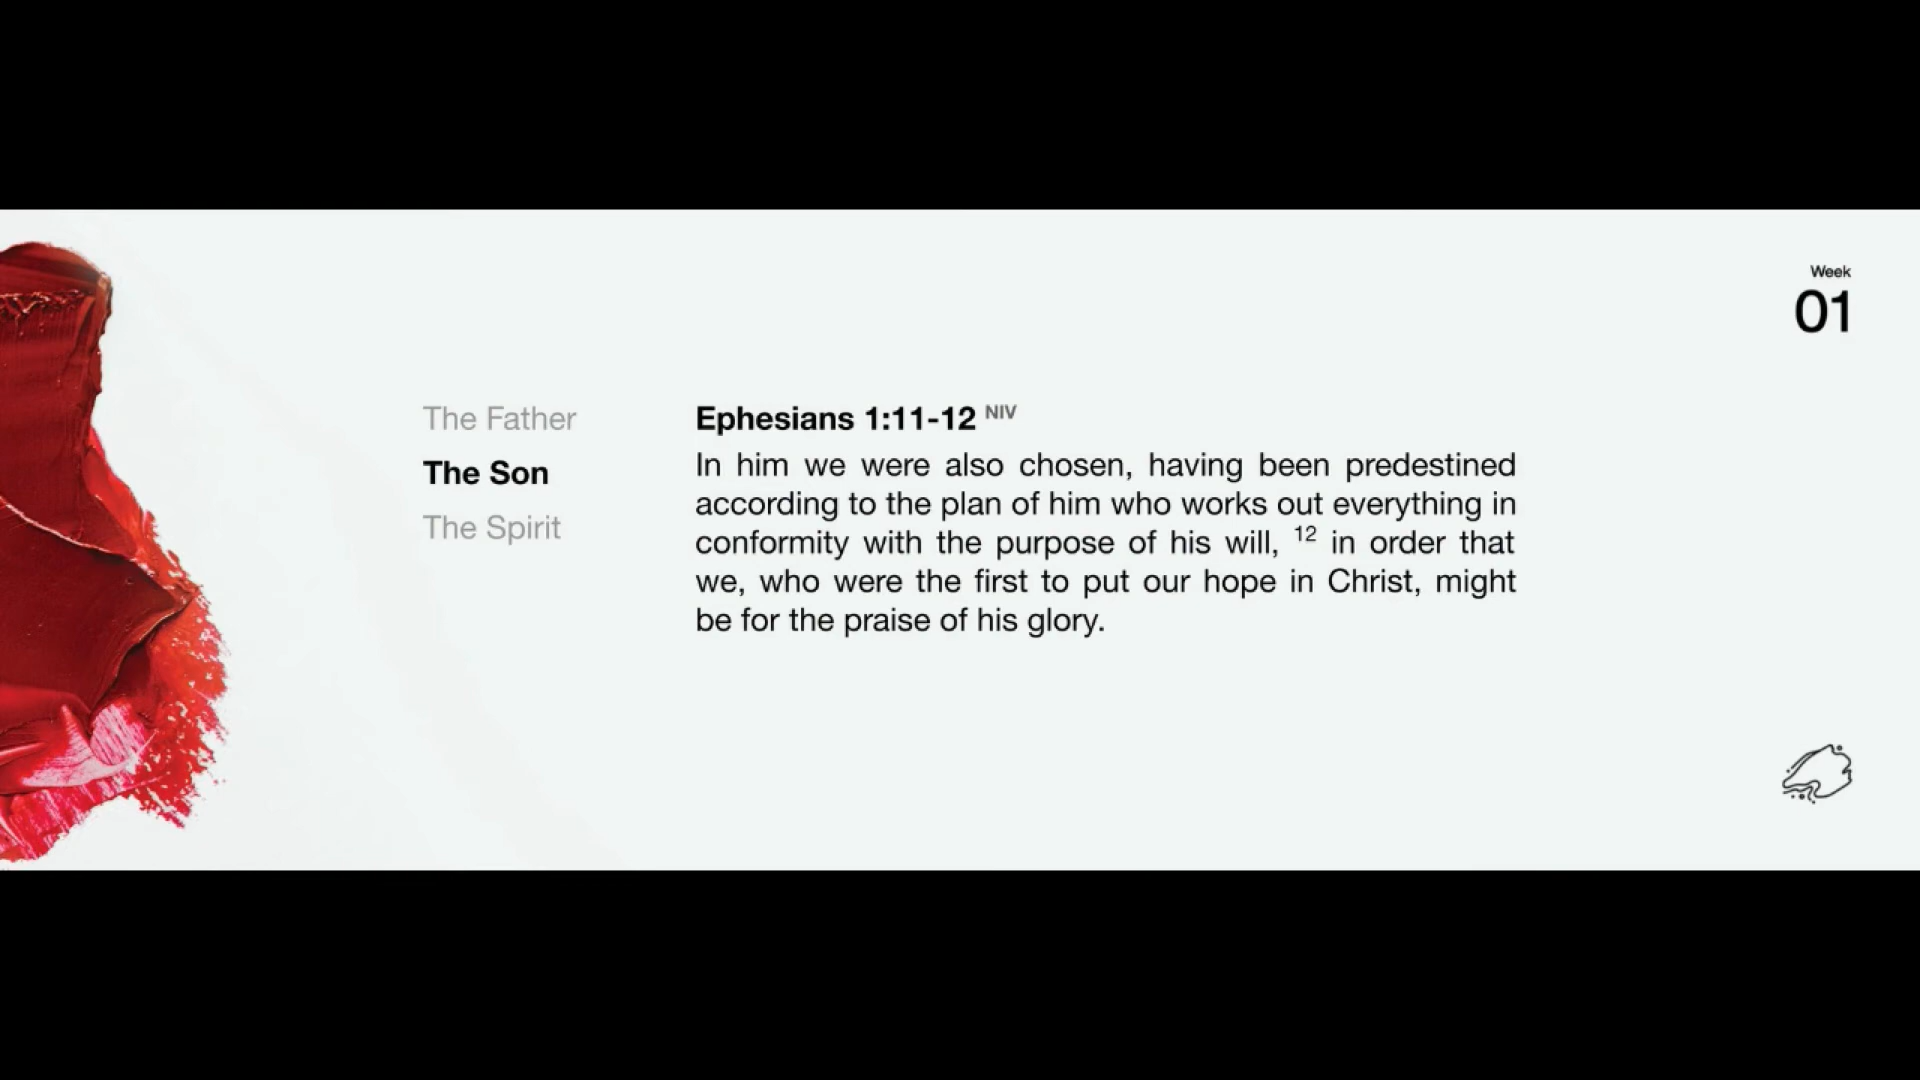 Week
01
The Father
The Son
The Spirit
Ephesians 1:11-12 NIV
In him we were also chosen, having been predestined
according to the plan of him who works out everything in
conformity with the purpose of his will, 12 in order that
we, who were the first to put our hope in Christ, might
be for the praise of his glory.